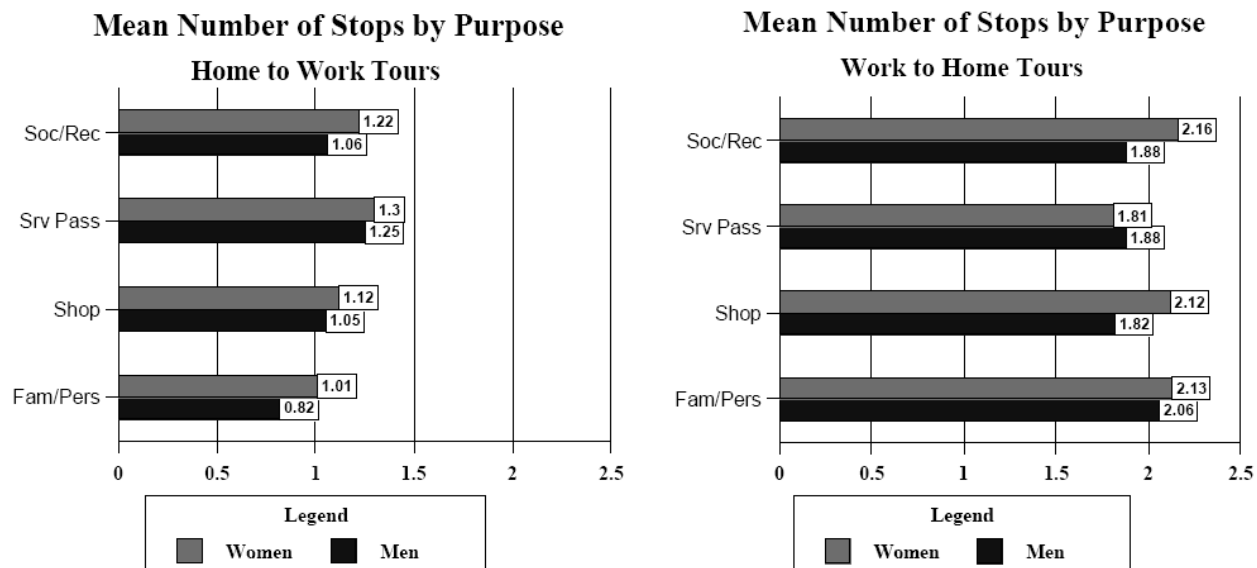 Mean Number of Stops by Purpose
Home to Work Tours
Soc/Rec
1.22
1.06
Srv Pass
1.3
1.25
Shop
1.12
1.05
Fam/Pers
1.01
0.82
0 0.5 1 1.5 2 2.5
Legend
Women Men
Mean Number of Stops by Purpose
Work to Home Tours
Soc/Rec
2.16
1.88
Srv Pass
1.81
1.88
Shop
2.12
1.82
Fam/Pers
2.13
2.06
0 0.5 1 1.5 2 2.5
Legend
Women Men